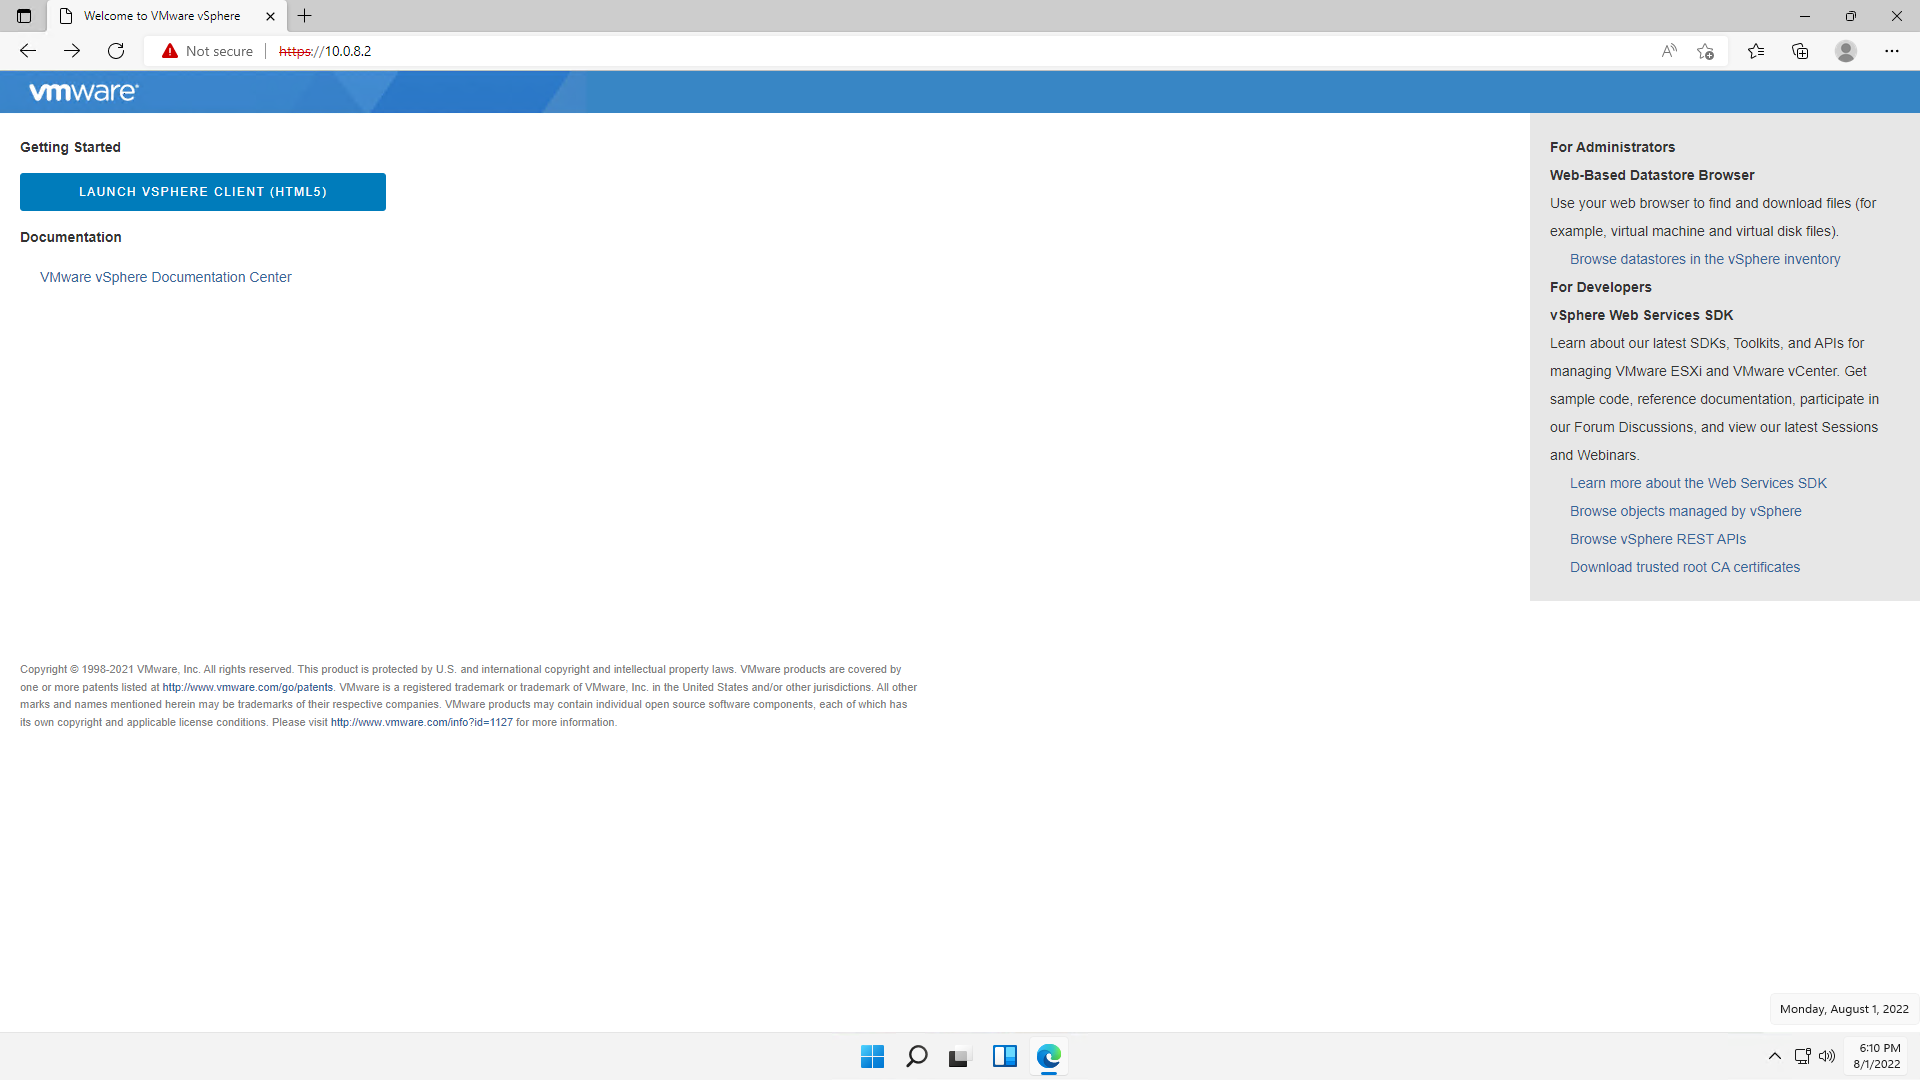 Welcome to VMware vSphere
Not secure
https://10.0.8.2
vmware®
Getting Started
LAUNCH VSPHERE CLIENT (HTML5)
Documentation
VMware vSphere Documentation Center
For Administrators
Web-Based Datastore Browser
Use your web browser to find and download files (for
example, virtual machine and virtual disk files).
Browse datastores in the vSphere inventory
For Developers
vSphere Web Services SDK
Learn about our latest SDKs, Toolkits, and APIs for
managing VMware ESXi and VMware vCenter. Get
sample code, reference documentation, participate in
our Forum Discussions, and view our latest Sessions
and Webinars.
Learn more about the Web Services SDK
Browse objects managed by vSphere
Browse vSphere REST APIs
Download trusted root CA certificates
Copyright © 1998-2021 VMware, Inc. All rights reserved. This product is protected by U.S. and international copyright and intellectual property laws. VMware products are covered by
one or more patents listed at http://www.vmware.com/go/patents. VMware is a registered trademark or trademark of VMware, Inc. in the United States and/or other jurisdictions. All other
marks and names mentioned herein may be trademarks of their respective companies. VMware products may contain individual open source software components, each of which has
its own copyright and applicable license conditions. Please visit http://www.vmware.com/info?id=1127 for more information.
Monday, August 1, 2022
6:10 PM
8/1/2022